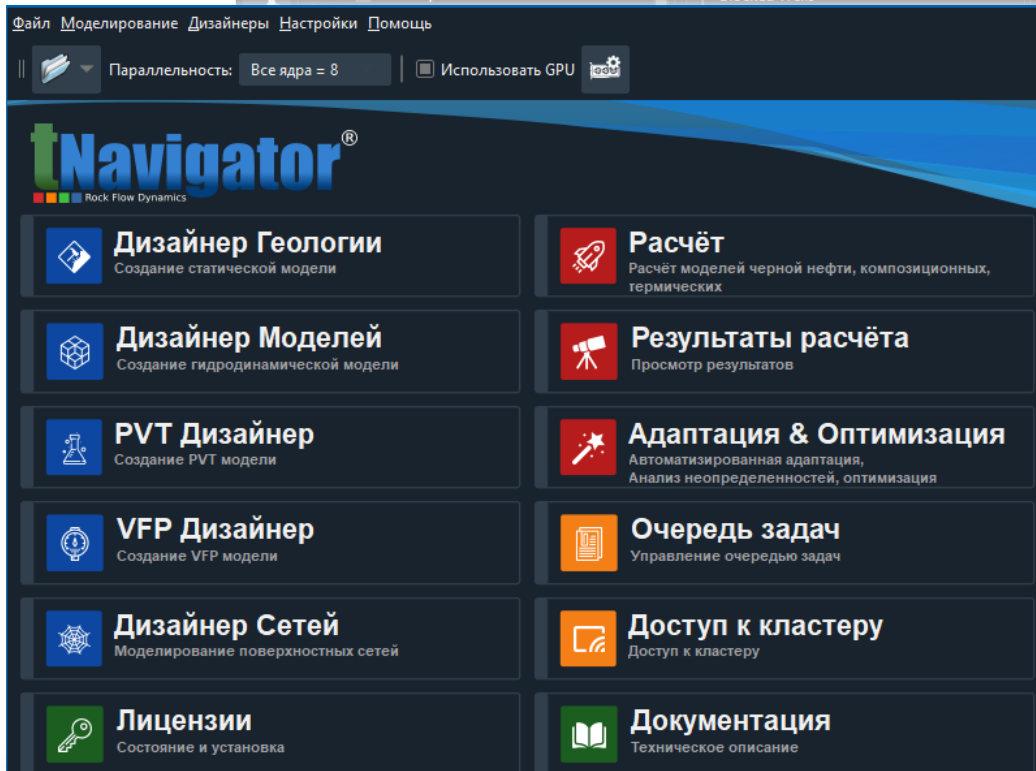 Файл Моделирование Дизайнеры Настройки Помощь
Параллельность: Все ядра = 8 Использовать GPU
tNavigator®
Rock Flow Dynamics
Дизайнер Геологии
Создание статической модели
Расчёт
Расчёт моделей черной нефти, композиционных,
термических
Дизайнер Моделей
Создание гидродинамической модели
Результаты расчёта
Просмотр результатов
PVT Дизайнер
Создание PVT модели
Адаптация & Оптимизация
Автоматизированная адаптация,
Анализ неопределенностей, оптимизация
VFP Дизайнер
Создание VFP модели
Очередь задач
Управление очередью задач
Дизайнер Сетей
Моделирование поверхностных сетей
Доступ к кластеру
Доступ к кластеру
Лицензии
Состояние и установка
Документация
Техническое описание